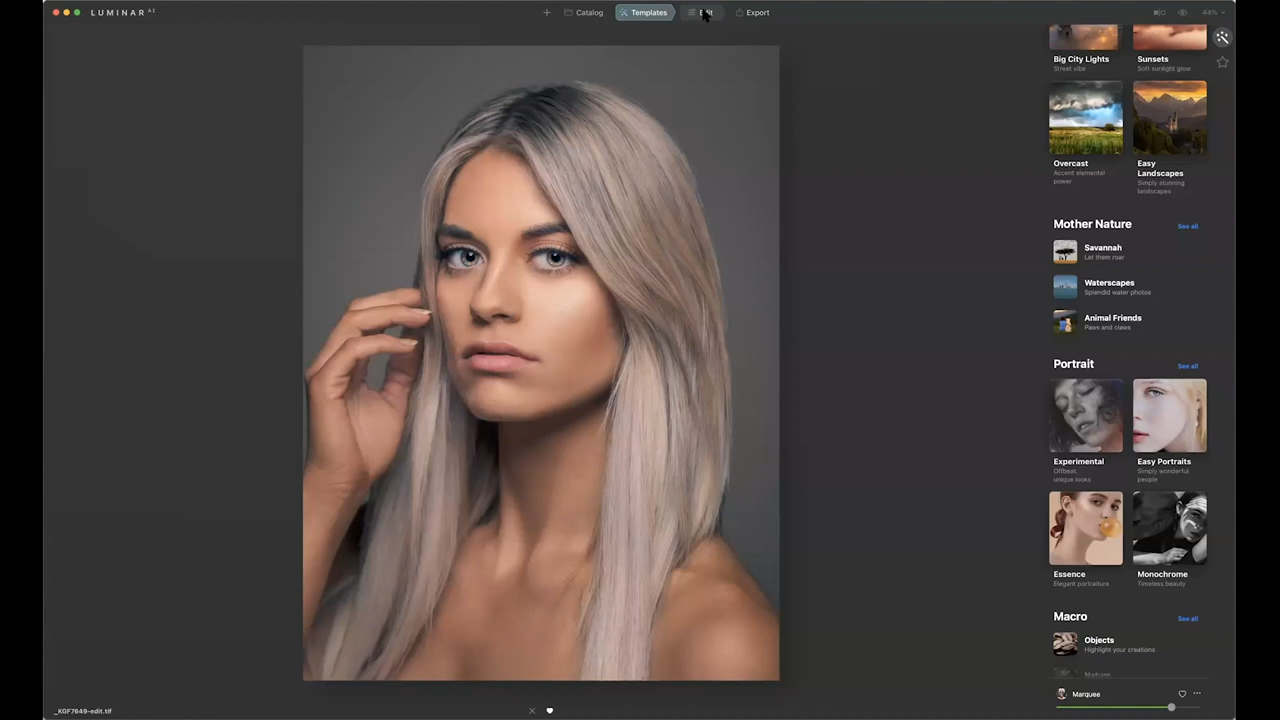 LUMINAR AI
Catalog
Templates
Edit
Export
44%
Big City Lights
Street vibe
Sunsets
Soft sunlight glow
Overcast
Accent elemental
power
Easy
Landscapes
Simply stunning
landscapes
Mother Nature
See all
Savannah
Let them roar
Waterscapes
Splendid water photos
Animal Friends
Paws and claws
Portrait
See all
Experimental
Offbeat,
unique looks
Easy Portraits
Simply wonderful
people
Essence
Elegant portraiture
Monochrome
Timeless beauty
Macro
See all
Objects
Highlight your creations
Nature
Marquee
_KGF7649-edit.tif